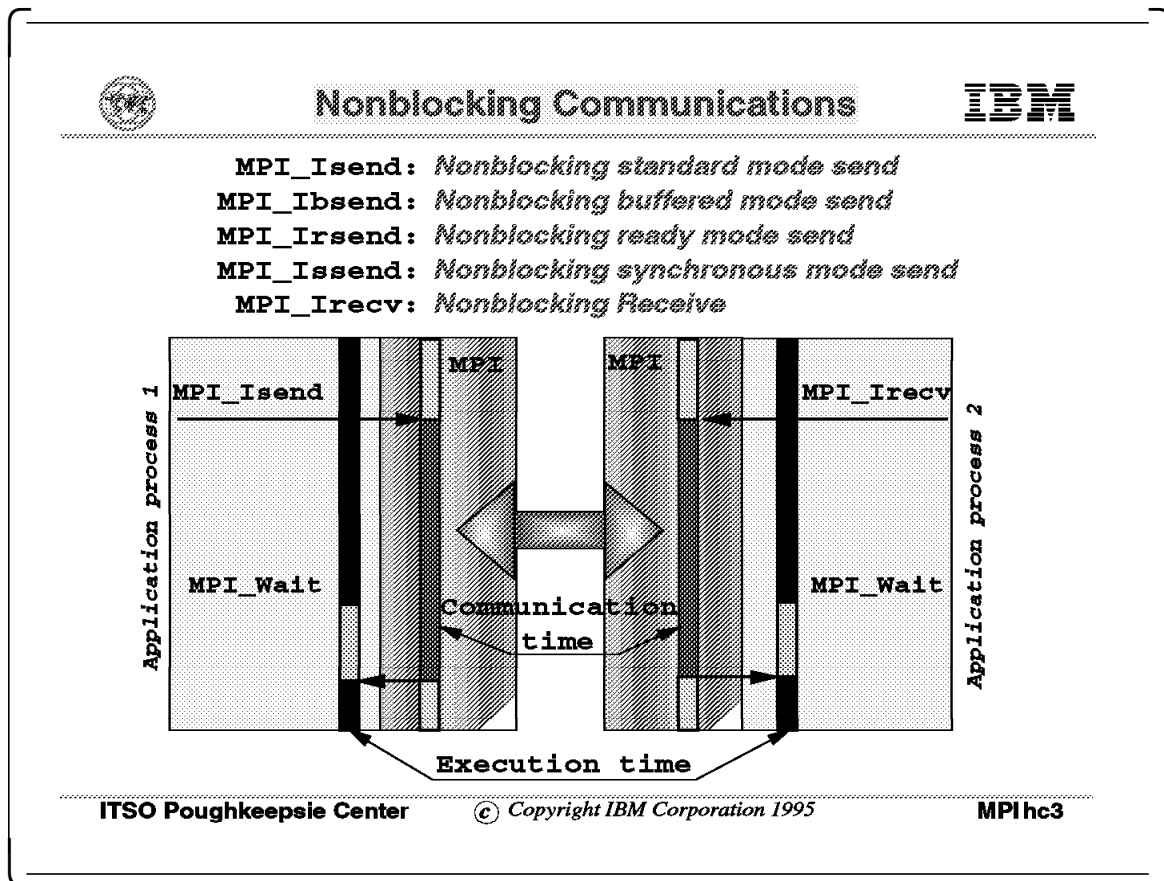 Nonblocking Communications
IBM
MPI_Isend: Nonblocking standard mode send
MPI_Ibsend: Nonblocking buffered mode send
MPI_Irsend: Nonblocking ready mode send
MPI_Issend: Nonblocking synchronous mode send
MPI_Irecv: Nonblocking Receive
MPI
MPI
MPI_Isend
MPI_Irecv
Application process 1
Application process 2
MPI_Wait
MPI_Wait
Communication
time
Execution time
ITSO Poughkeepsie Center
© Copyright IBM Corporation 1995
MPIhc3